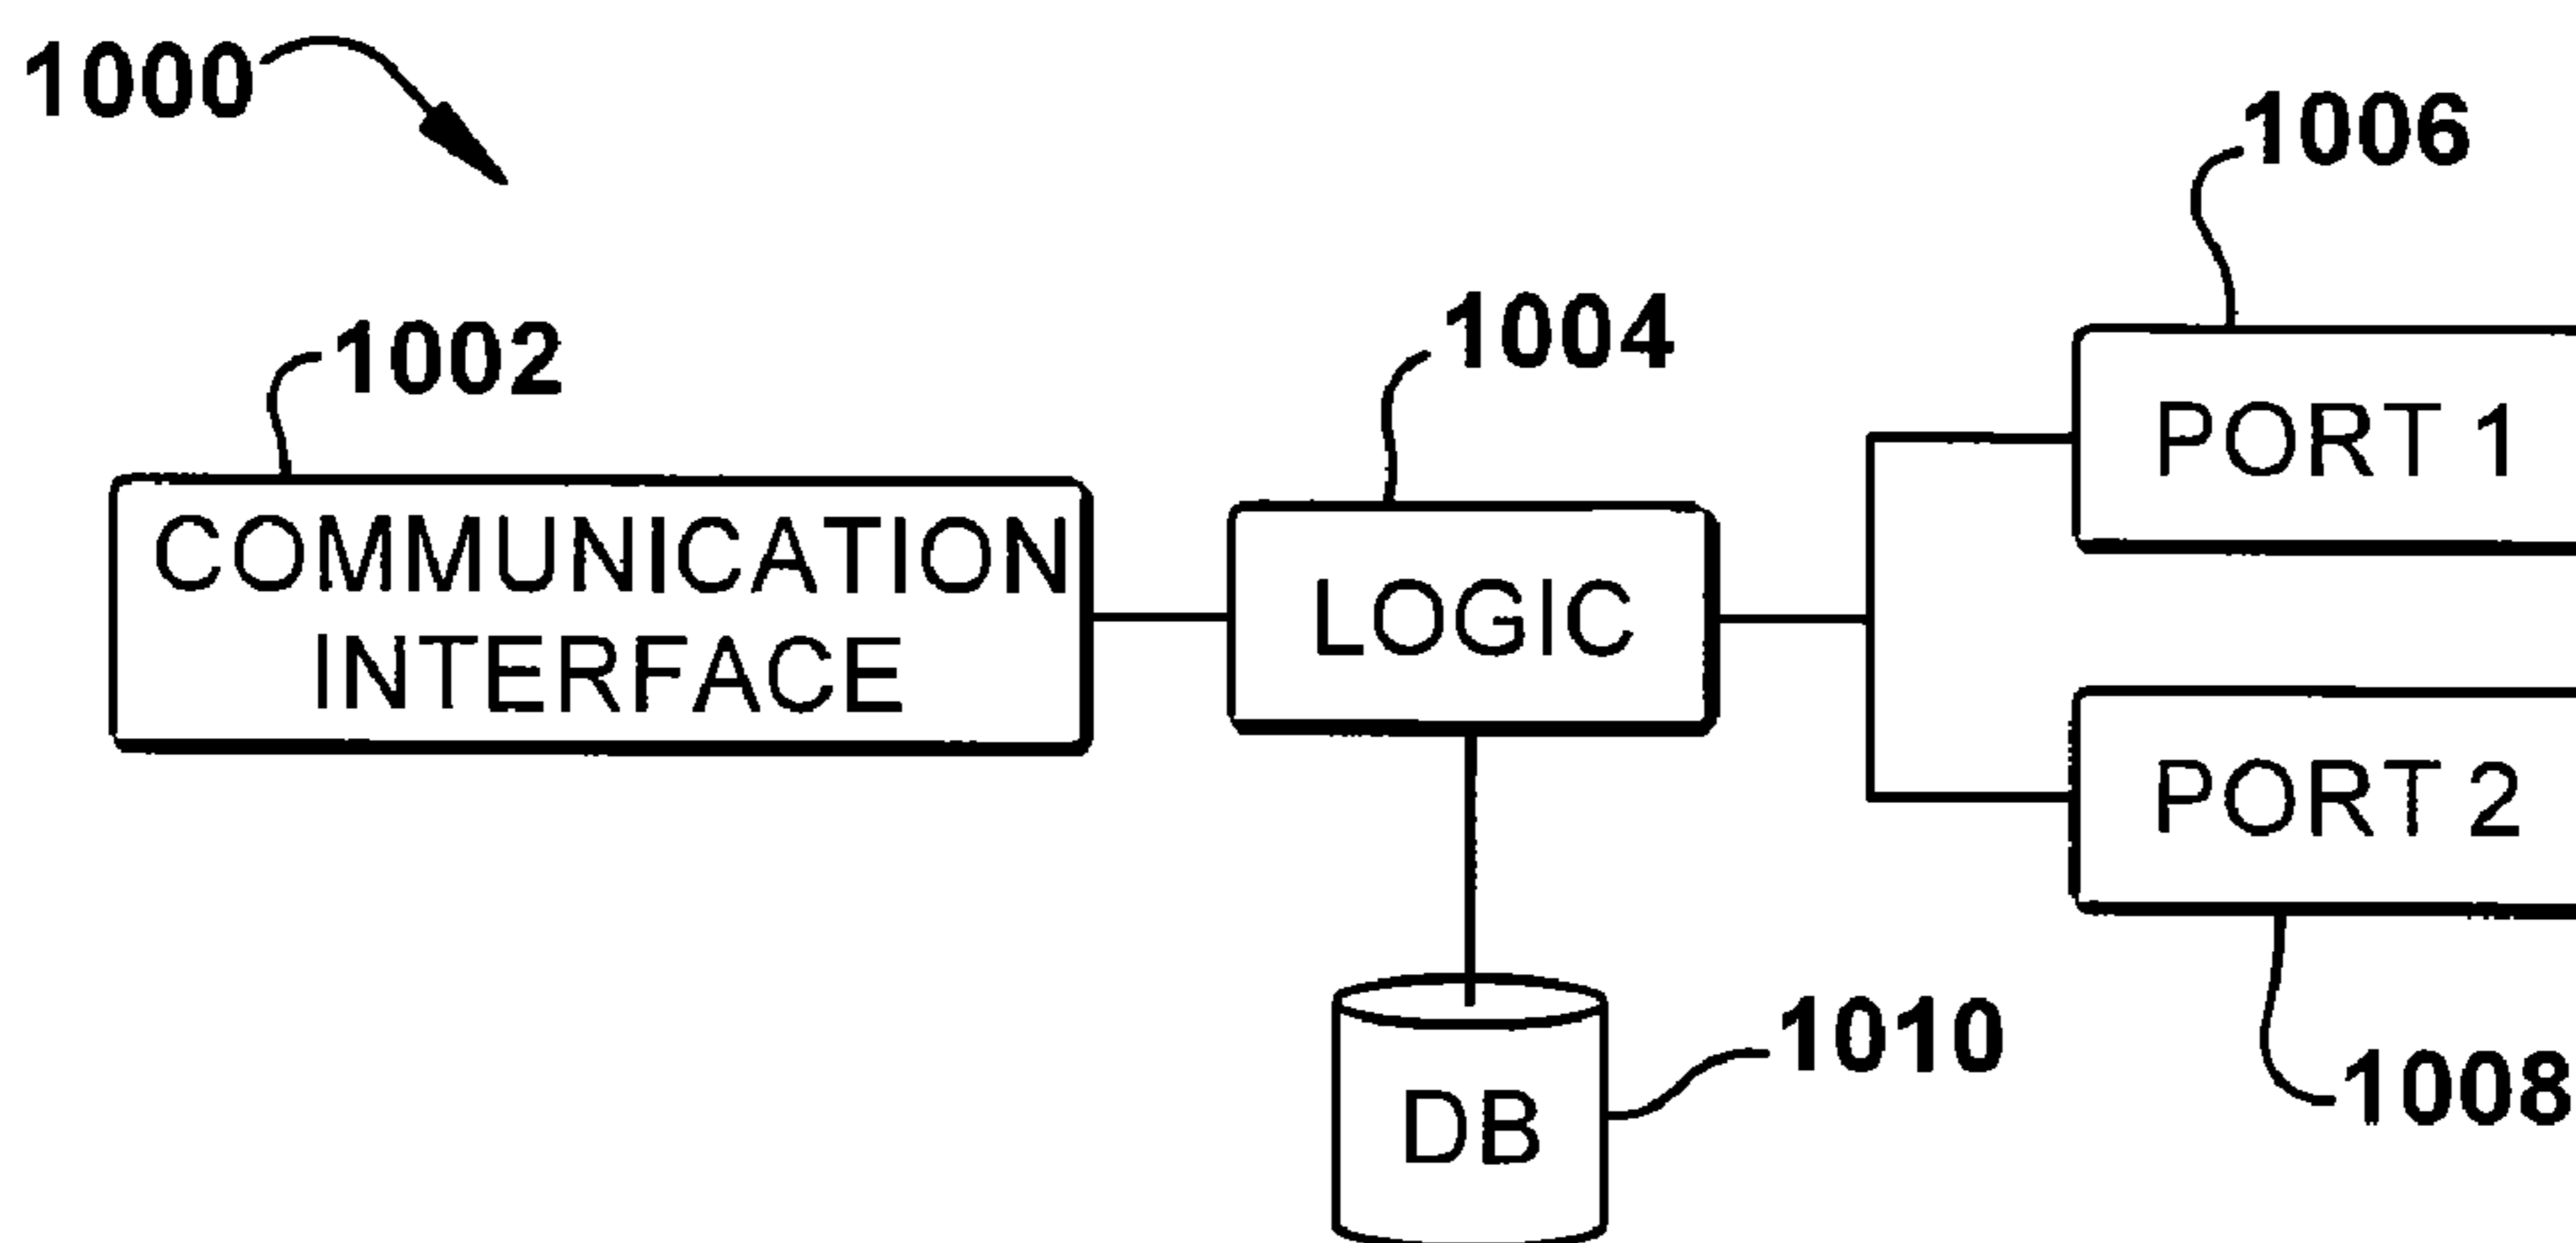 1000
1006
1002
1004
COMMUNICATION
INTERFACE
LOGIC
PORT 1
PORT 2
1010
1008
DB